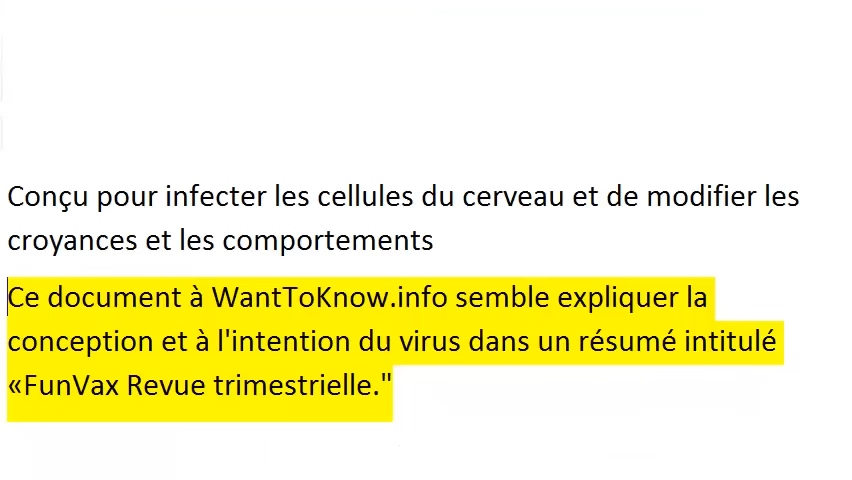 Conçu pour infecter les cellules du cerveau et de modifier les
croyances et les comportements
Ce document à WantToKnow.info semble expliquer la
conception et à l'intention du virus dans un résumé intitulé
«FunVax Revue trimestrielle."